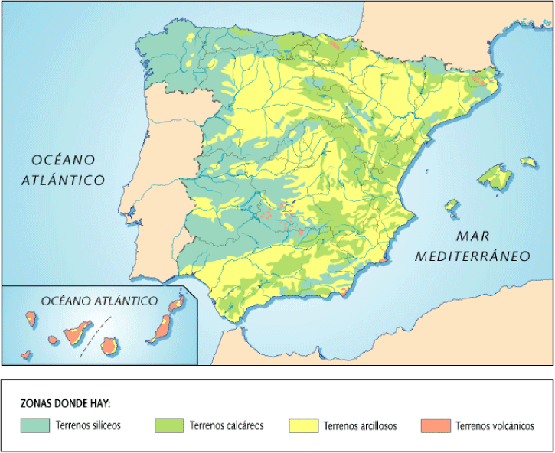 OCÉANO
ATLÁNTICO
MAR
MEDITERRÁNEO
OCÉANO ATLÁNTICO
ZONAS DONDE HAY:
Terrenos silíceos
Terrenos calcáreos
Terrenos arcillosos
Terrenos volcánicos